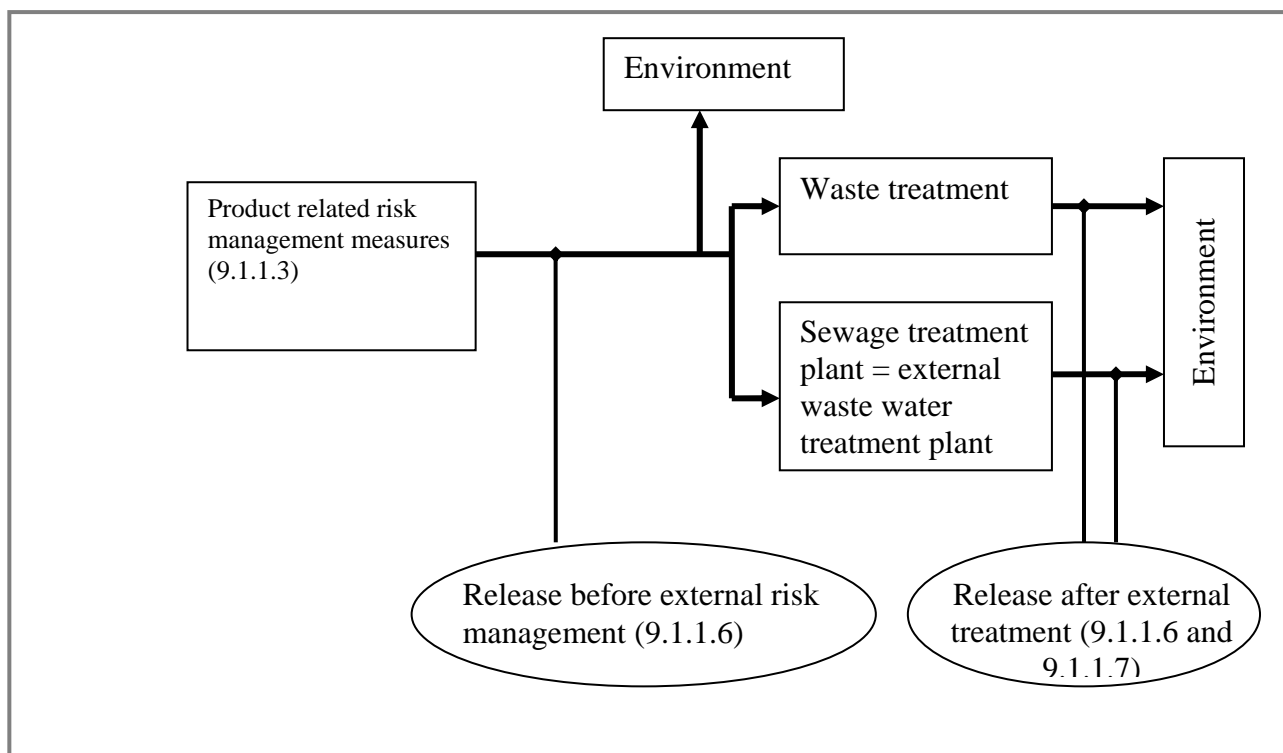 Environment
Product related risk
management measures
(9.1.1.3)
Waste treatment
Sewage treatment
plant = external
waste water
treatment plant
Environment
Release before external risk
management (9.1.1.6)
Release after external
treatment (9.1.1.6 and
9.1.1.7)